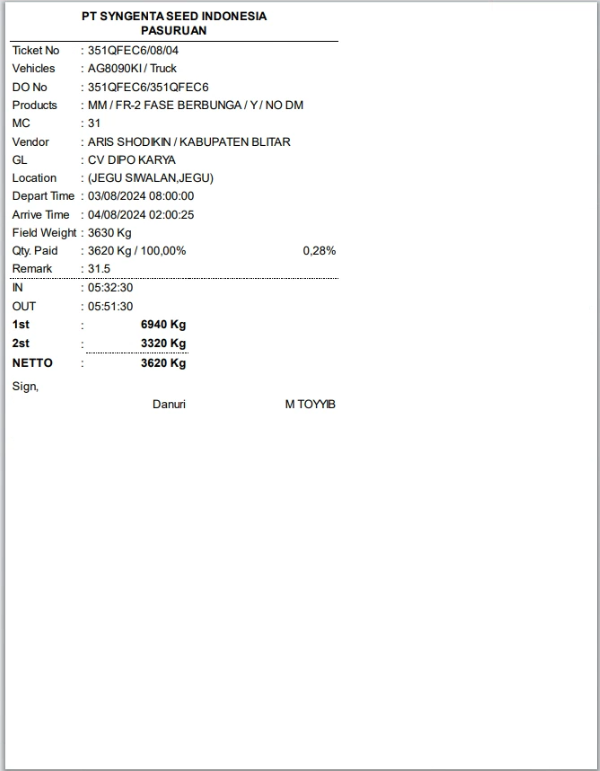 PT SYNGENTA SEED INDONESIA
PASURUAN
Ticket No : 351QFEC6/08/04
Vehicles : AG8090KI / Truck
DO No : 351QFEC6/351QFEC6
Products : MM / FR-2 FASE BERBUNGA / Y / NO DM
MC : 31
Vendor : ARIS SHODIKIN / KABUPATEN BLITAR
GL : CV DIPO KARYA
Location : (JEGU SIWALAN,JEGU)
Depart Time : 03/08/2024 08:00:00
Arrive Time : 04/08/2024 02:00:25
Field Weight : 3630 Kg
Qty. Paid : 3620 Kg / 100,00% 0,28%
Remark : 31.5
IN : 05:32:30
OUT : 05:51:30
1st : 6940 Kg
2st : 3320 Kg
NETTO : 3620 Kg
Sign,
Danuri M TOYYIB